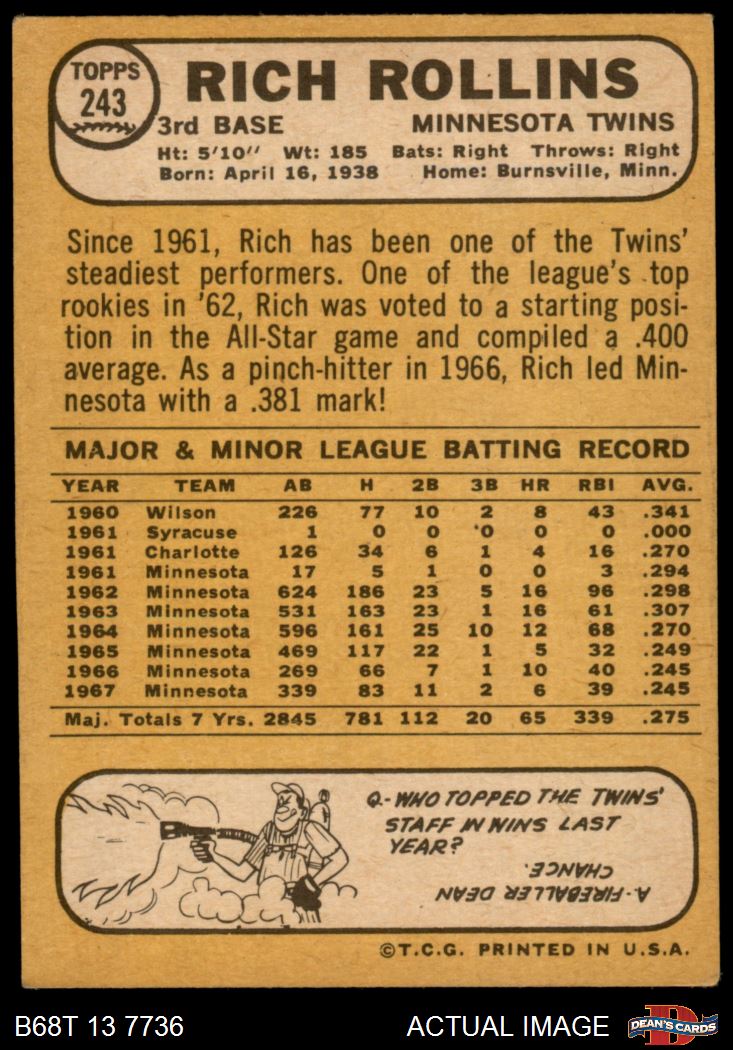 TOPPS
243
RICH ROLLINS
3rd BASE MINNESOTA TWINS
Ht: 5'10'' Wt: 185 Bats: Right Throws: Right
Born: April 16, 1938 Home: Burnsville, Minn.
Since 1961, Rich has been one of the Twins'
steadiest performers. One of the league's top
rookies in '62, Rich was voted to a starting posi-
tion in the All-Star game and compiled a .400
average. As a pinch-hitter in 1966, Rich led Min-
nesota with a .381 mark!
MAJOR & MINOR LEAGUE BATTING RECORD
YEAR TEAM AB H 2B 3B HR RBI AVG.
1960 Wilson 226 77 10 2 8 43 .341
1961 Syracuse 1 0 0 0 0 0 .000
1961 Charlotte 126 34 6 1 4 16 .270
1961 Minnesota 17 5 1 0 0 3 .294
1962 Minnesota 624 186 23 5 16 96 .298
1963 Minnesota 531 163 23 1 16 61 .307
1964 Minnesota 596 161 25 10 12 68 .270
1965 Minnesota 469 117 22 1 5 32 .249
1966 Minnesota 269 66 7 1 10 40 .245
1967 Minnesota 339 83 11 2 6 39 .245
Maj. Totals 7 Yrs. 2845 781 112 20 65 339 .275
Q- WHO TOPPED THE TWINS'
STAFF IN WINS LAST
YEAR?
A- FIREBALLER DEAN
CHANCE.
©T.C.G. PRINTED IN U.S.A.
B68T 13 7736 ACTUAL IMAGE
D
DEAN'S CARDS